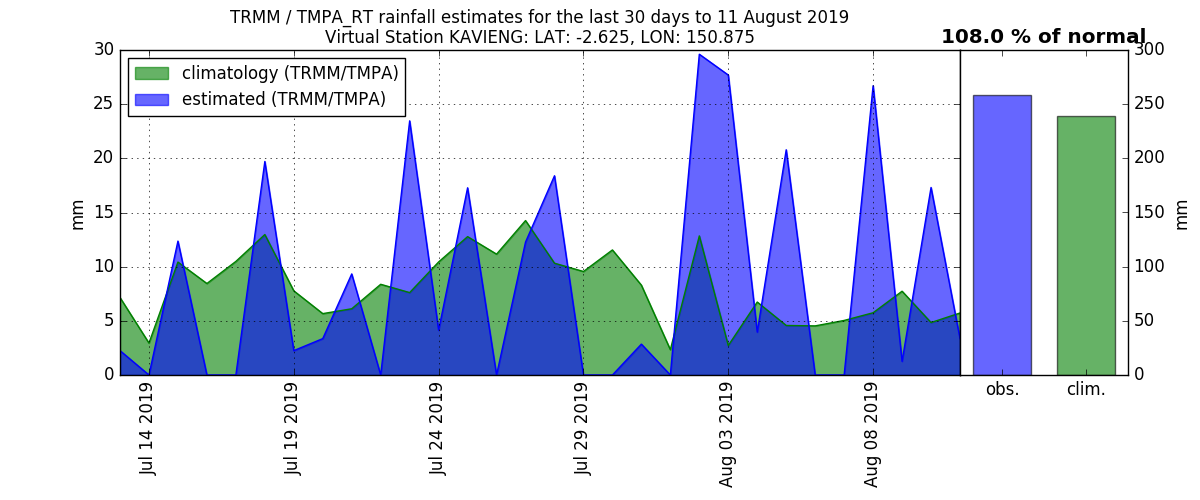 TRMM / TMPA_RT rainfall estimates for the last 30 days to 11 August 2019
Virtual Station KAVIENG: LAT: -2.625, LON: 150.875
108.0 % of normal
climatology (TRMM/TMPA)
estimated (TRMM/TMPA)
30
25
20
15
10
5
0
mm
300
250
200
150
100
50
0
mm
Jul 14 2019
Jul 19 2019
Jul 24 2019
Jul 29 2019
Aug 03 2019
Aug 08 2019
obs.
clim.